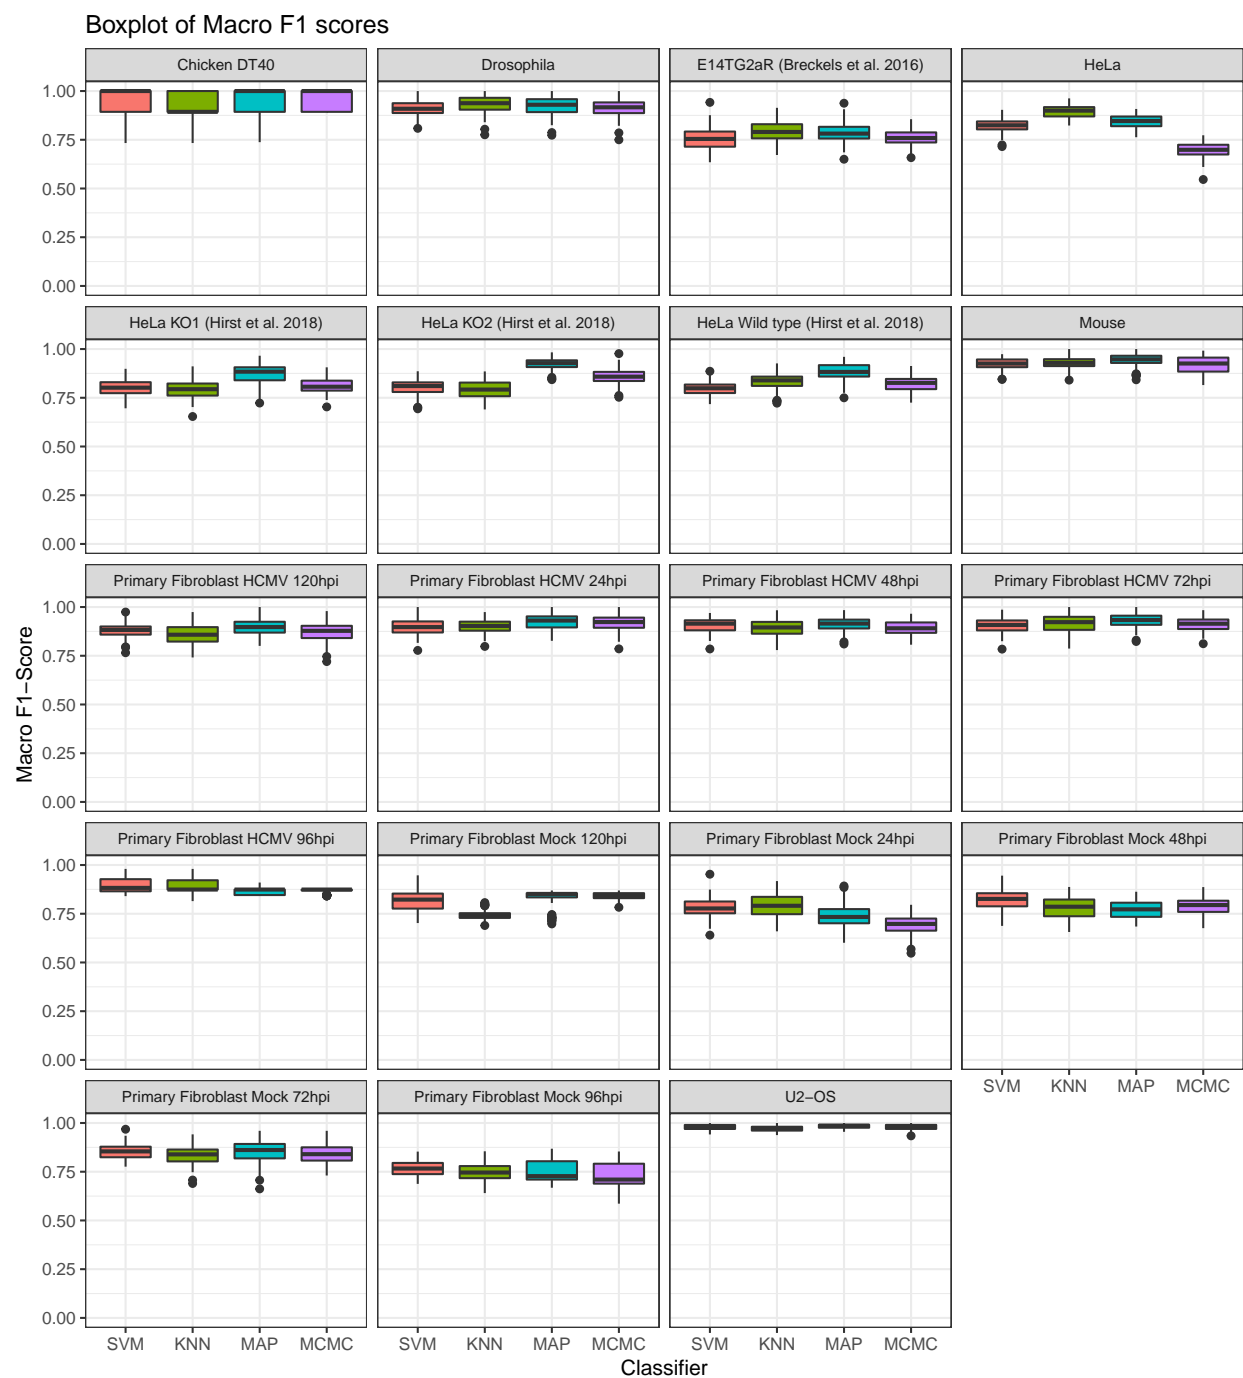 Boxplot of Macro F1 scores
Chicken DT40
Drosophila
E14TG2aR (Breckels et al. 2016)
HeLa
1.00
0.75
0.50
0.25
0.00
HeLa KO1 (Hirst et al. 2018)
HeLa KO2 (Hirst et al. 2018)
HeLa Wild type (Hirst et al. 2018)
Mouse
1.00
0.75
0.50
0.25
0.00
Primary Fibroblast HCMV 120hpi
Primary Fibroblast HCMV 24hpi
Primary Fibroblast HCMV 48hpi
Primary Fibroblast HCMV 72hpi
1.00
0.75
0.50
0.25
0.00
Macro F1−Score
Primary Fibroblast HCMV 96hpi
Primary Fibroblast Mock 120hpi
Primary Fibroblast Mock 24hpi
Primary Fibroblast Mock 48hpi
1.00
0.75
0.50
0.25
0.00
SVM KNN MAP MCMC
Primary Fibroblast Mock 72hpi
Primary Fibroblast Mock 96hpi
U2−OS
1.00
0.75
0.50
0.25
0.00
SVM KNN MAP MCMC
SVM KNN MAP MCMC
SVM KNN MAP MCMC
Classifier